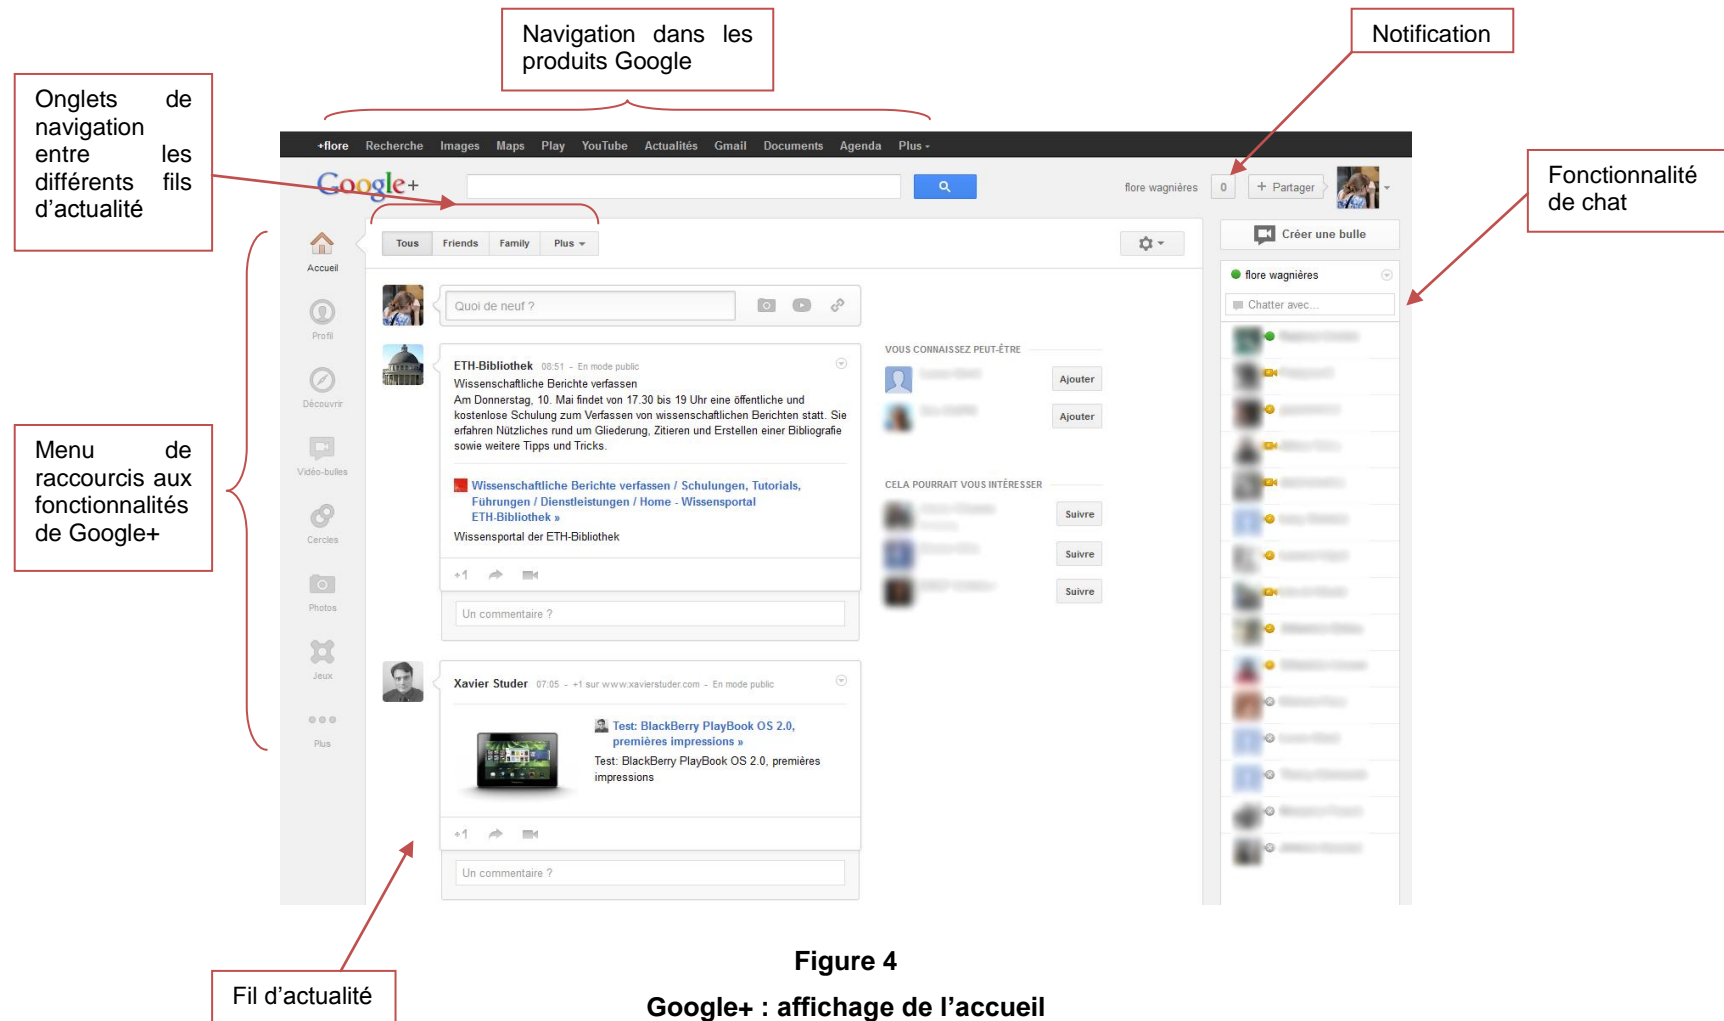 Navigation dans les
produits Google
Notification
Onglets de
navigation
entre les
différents fils
d'actualité
Fonctionnalité
de chat
Menu de
raccourcis aux
fonctionnalités
de Google+
Fil d'actualité
+flore Recherche Images Maps Play YouTube Actualités Gmail Documents Agenda Plus
Google+
flore wagnières 0 + Partager
Accueil
Profil
Découvrir
Vidéo-bulles
Cercles
Photos
Jeux
Plus
Tous Friends Family Plus
Quoi de neuf ?
ETH-Bibliothek 08:51 - En mode public
Wissenschaftliche Berichte verfassen
Am Donnerstag, 10. Mai findet von 17.30 bis 19 Uhr eine öffentliche und
kostenlose Schulung zum Verfassen von wissenschaftlichen Berichten statt. Sie
erfahren Nützliches rund um Gliederung, Zitieren und Erstellen einer Bibliografie
sowie weitere Tipps und Tricks.
Wissenschaftliche Berichte verfassen / Schulungen, Tutorials,
Führungen / Dienstleistungen / Home - Wissensportal
ETH-Bibliothek »
Wissensportal der ETH-Bibliothek
+1
Un commentaire ?
Xavier Studer 07:05 - +1 sur www.xavierstuder.com - En mode public
Test: BlackBerry PlayBook OS 2.0,
premières impressions »
Test: BlackBerry PlayBook OS 2.0, premières
impressions
+1
Un commentaire ?
VOUS CONNAISSEZ PEUT-ÊTRE
Ajouter
Ajouter
CELA POURRAIT VOUS INTÉRESSER
Suivre
Suivre
Suivre
Créer une bulle
flore wagnières
Chatter avec...
Figure 4
Google+ : affichage de l'accueil